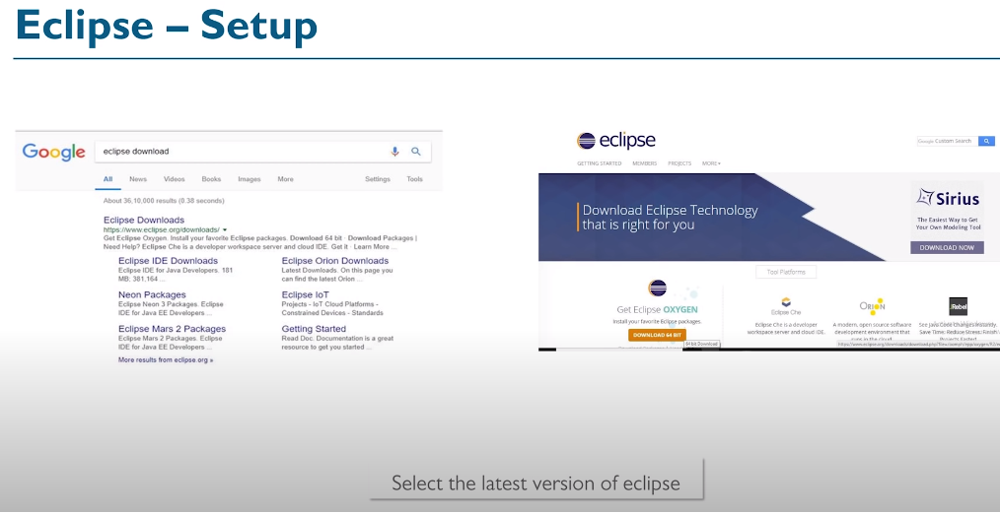 Eclipse – Setup
Google
eclipse download
All News Videos Books Images More Settings Tools
About 36,10,000 results (0.38 seconds)
Eclipse Downloads
https://www.eclipse.org/downloads/
Get Eclipse Oxygen. Install your favorite Eclipse packages. Download 64 bit · Download Packages |
Need Help? Eclipse Che is a developer workspace server and cloud IDE. Get it · Learn More ...
Eclipse IDE Downloads
Eclipse IDE for Java Developers. 181
MB; 381,164 ...
Eclipse Orion Downloads
Latest Downloads. On this page you
can find the latest Orion ...
Neon Packages
Eclipse Neon 3 Packages. Eclipse
IDE for Java EE Developers ...
Eclipse IoT
Projects - IoT Cloud Platforms -
Constrained Devices - Standards
Eclipse Mars 2 Packages
Eclipse Mars 2 Packages. Eclipse
IDE for Java EE Developers ...
Getting Started
Read Doc. Documentation is a great
resource to get you started ...
More results from eclipse.org »
eclipse
Google Custom Search
GETTING STARTED MEMBERS PROJECTS MORE
Download Eclipse Technology
that is right for you
Sirius
The Easiest Way to Get
Your Own Modeling Tool
DOWNLOAD NOW
Tool Platforms
Get Eclipse OXYGEN
Install your favorite Eclipse packages.
DOWNLOAD 64 BIT
64 bit Download
Eclipse Che
Eclipse Che is a developer
workspace server and cloud IDE.
ORION
A modern, open source software
development environment that
runs in the cloud.
JRebel
See Java Code Changes Instantly.
Save Time. Reduce Stress. Finish
Projects Faster!
Select the latest version of eclipse